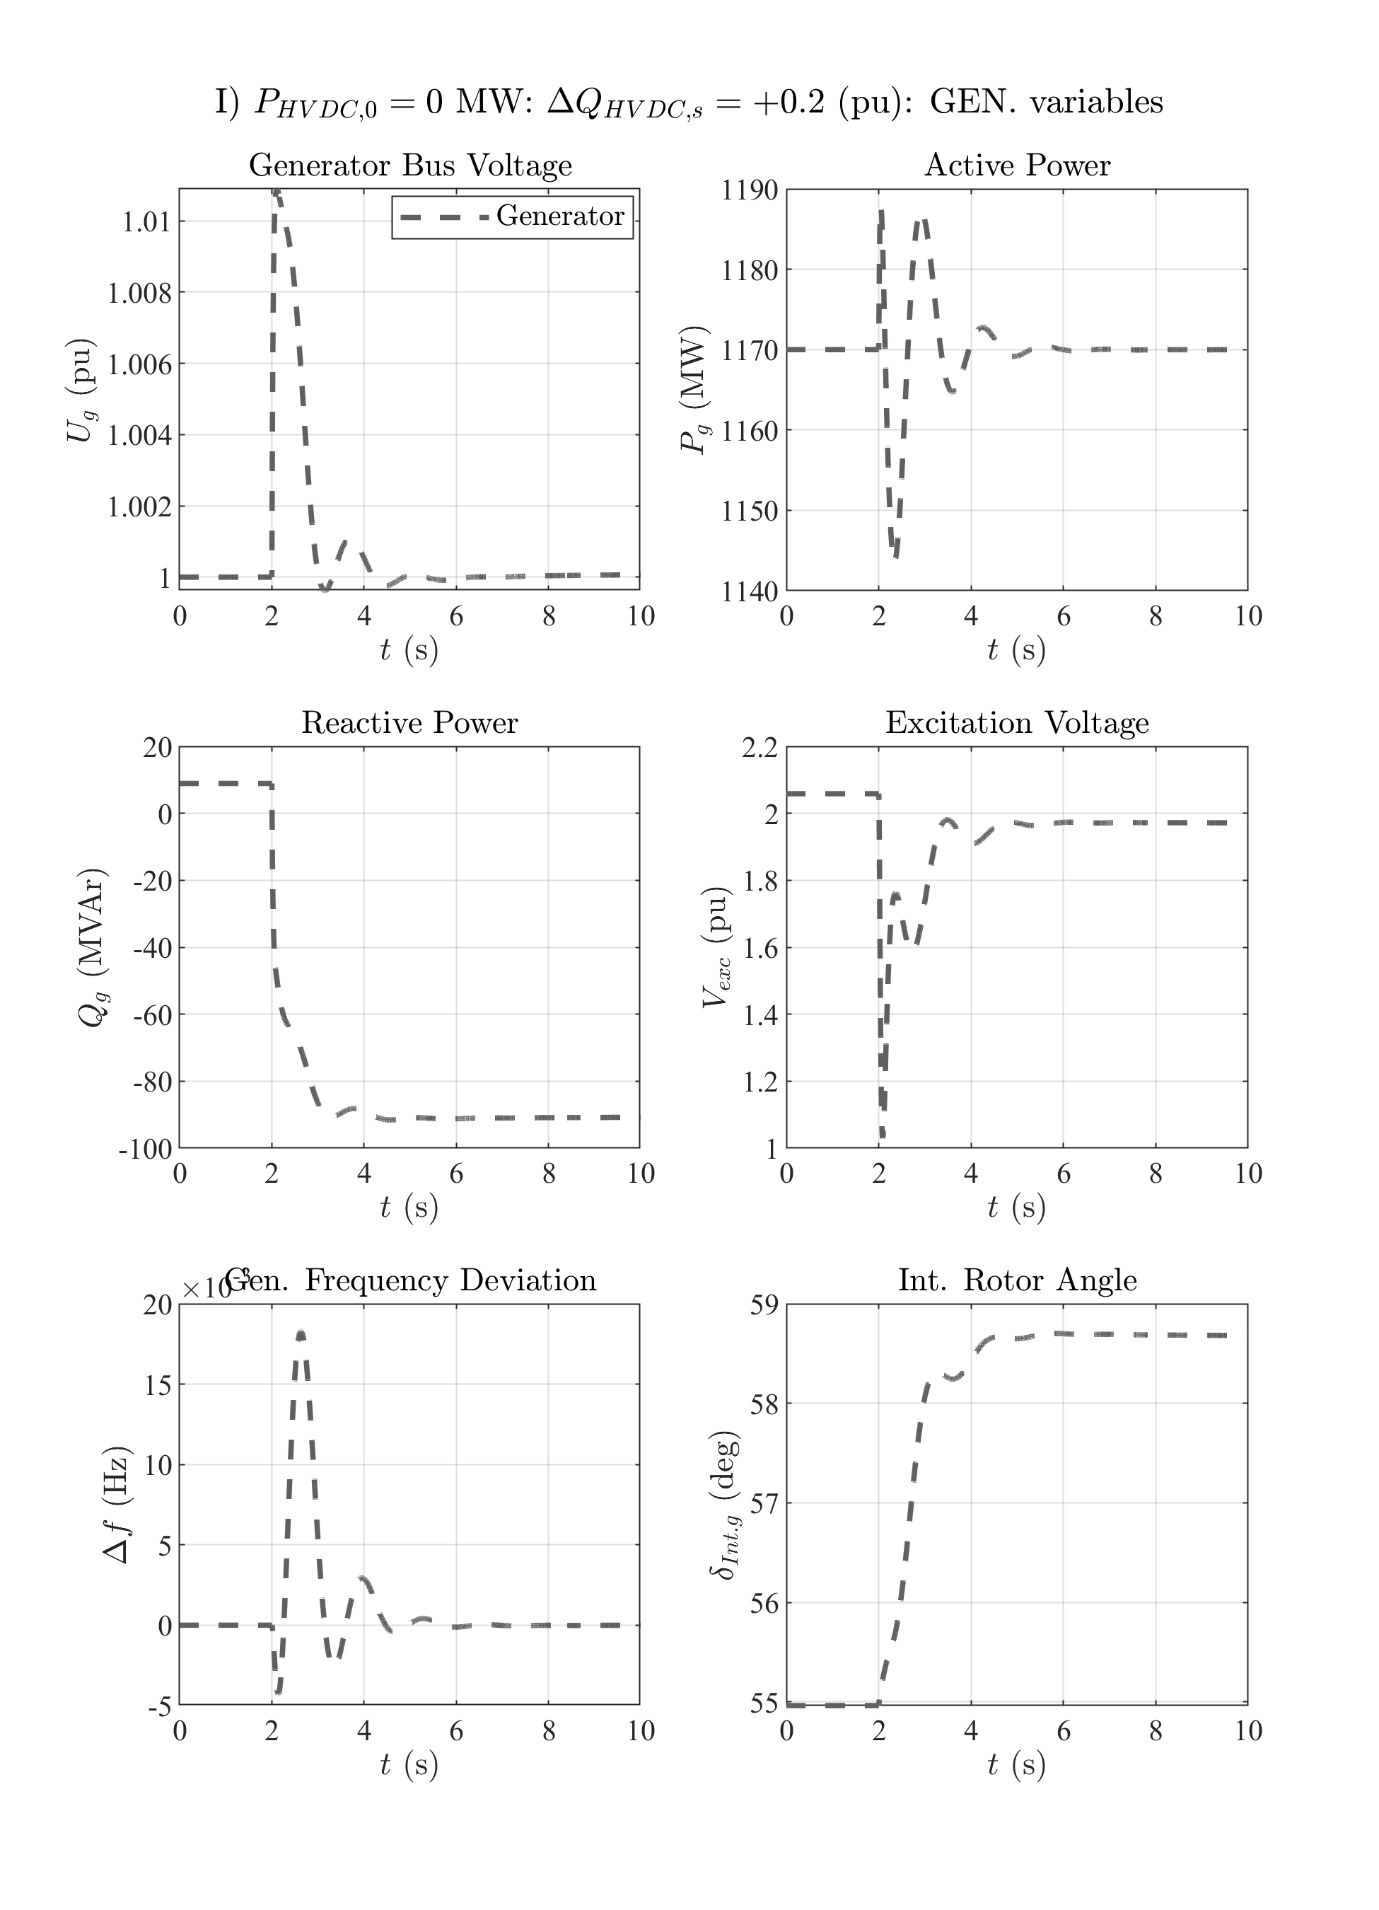 I) P_{HVDC,0} = 0 MW: ΔQ_{HVDC,s} = +0.2 (pu): GEN. variables
Generator Bus Voltage
Generator
U_g (pu)
1.01
1.008
1.006
1.004
1.002
1
0 2 4 6 8 10
t (s)
Active Power
P_g (MW)
1190
1180
1170
1160
1150
1140
0 2 4 6 8 10
t (s)
Reactive Power
Q_g (MVAr)
20
0
-20
-40
-60
-80
-100
0 2 4 6 8 10
t (s)
Excitation Voltage
V_{exc} (pu)
2.2
2
1.8
1.6
1.4
1.2
1
0 2 4 6 8 10
t (s)
×10^{-3}
Gen. Frequency Deviation
Δf (Hz)
20
15
10
5
0
-5
0 2 4 6 8 10
t (s)
Int. Rotor Angle
δ_{Int.g} (deg)
59
58
57
56
55
0 2 4 6 8 10
t (s)